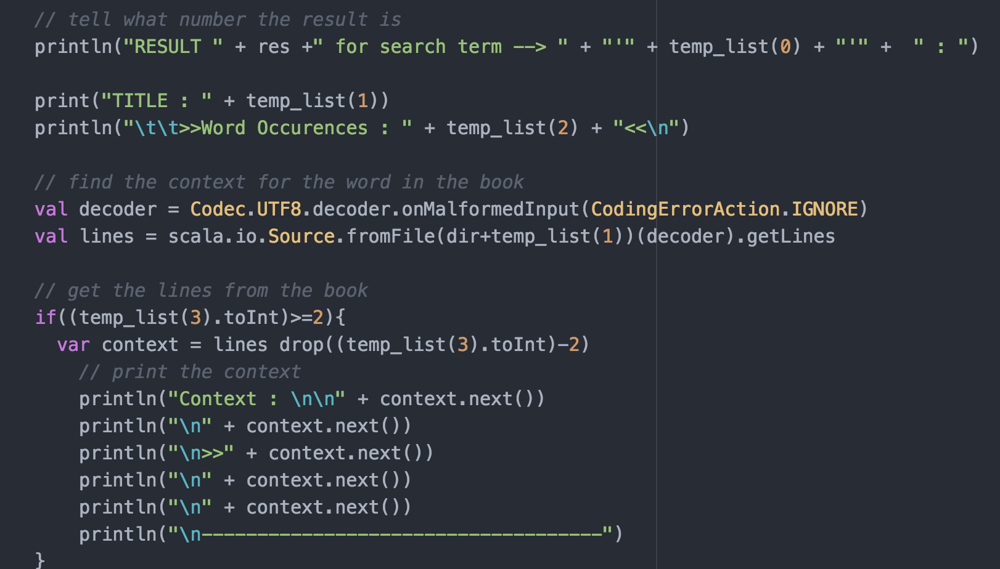 // tell what number the result is
println("RESULT " + res +" for search term --> " + "'" + temp_list(0) + "'" +  " : ")
print("TITLE : " + temp_list(1))
println("\t\t>>Word Occurences : " + temp_list(2) + "<<\n")
// find the context for the word in the book
val decoder = Codec.UTF8.decoder.onMalformedInput(CodingErrorAction.IGNORE)
val lines = scala.io.Source.fromFile(dir+temp_list(1))(decoder).getLines
// get the lines from the book
if((temp_list(3).toInt)>=2){
  var context = lines drop((temp_list(3).toInt)-2)
    // print the context
    println("Context : \n\n" + context.next())
    println("\n" + context.next())
    println("\n>>" + context.next())
    println("\n" + context.next())
    println("\n" + context.next())
    println("\n------------------------------------")
}